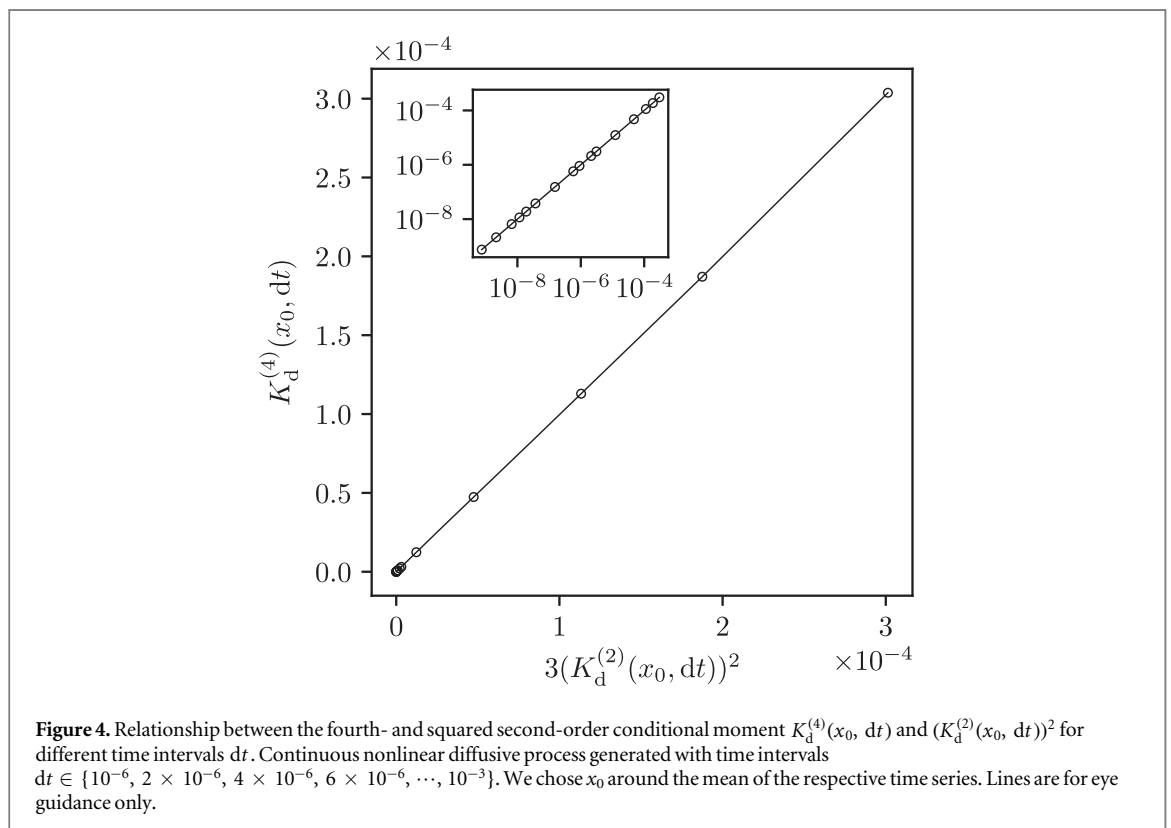 ×10⁻⁴
3.0
2.5
2.0
1.5
1.0
0.5
0.0
K_d^(4)(x₀, dt)
10⁻⁴
10⁻⁶
10⁻⁸
10⁻⁸ 10⁻⁶ 10⁻⁴
0 1 2 3
3(K_d^(2)(x₀, dt))² ×10⁻⁴
Figure 4. Relationship between the fourth- and squared second-order conditional moment K_d^(4)(x₀, dt) and (K_d^(2)(x₀, dt))² for
different time intervals dt. Continuous nonlinear diffusive process generated with time intervals
dt ∈ {10⁻⁶, 2 × 10⁻⁶, 4 × 10⁻⁶, 6 × 10⁻⁶, ⋯, 10⁻³}. We chose x₀ around the mean of the respective time series. Lines are for eye
guidance only.